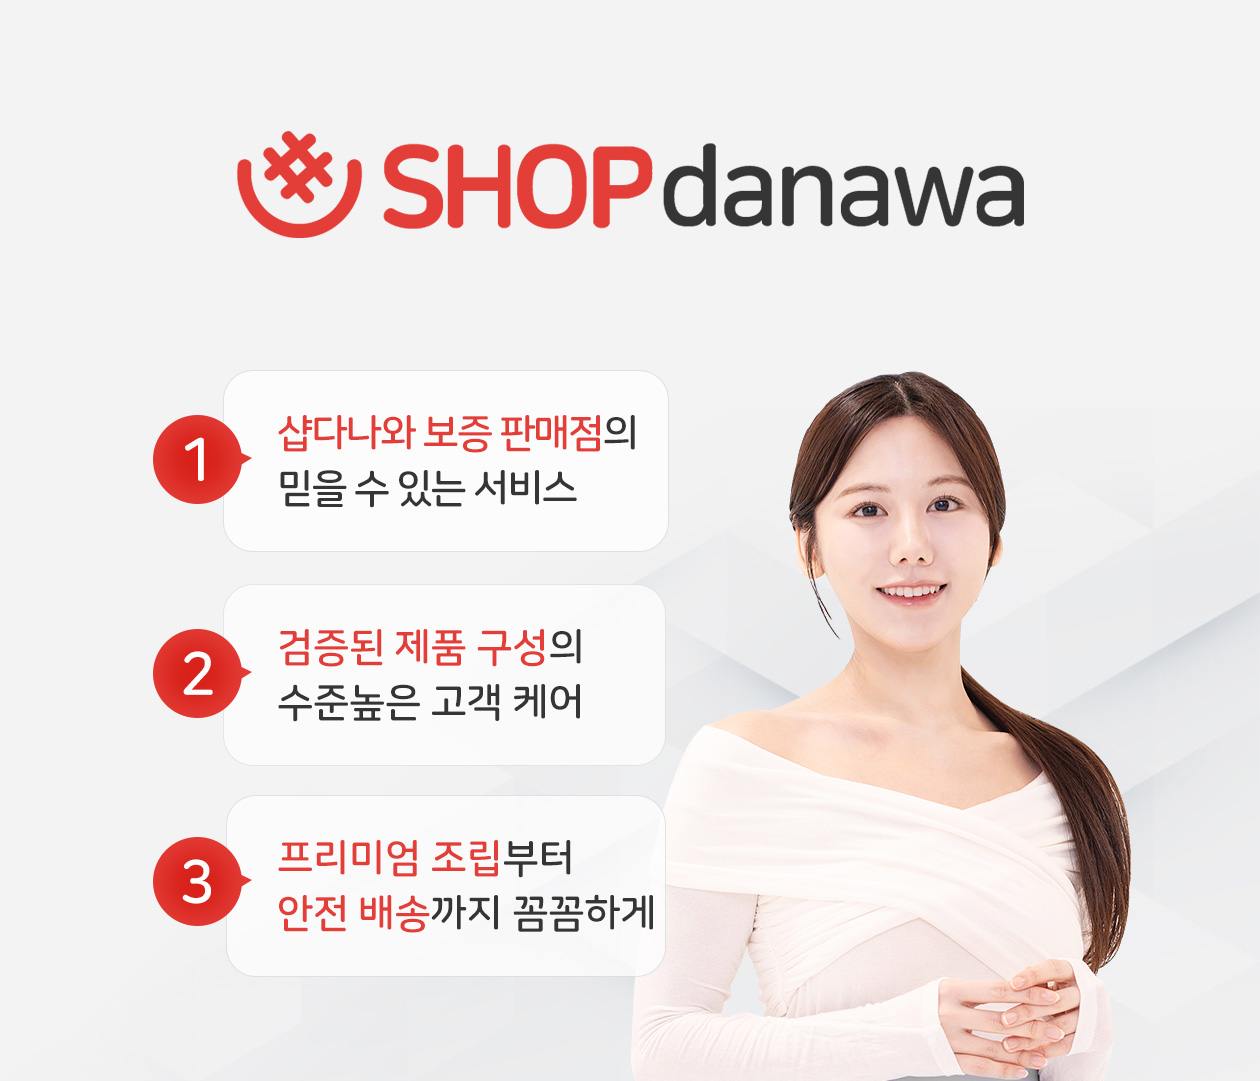 SHOP danawa
1
샵다나와 보증 판매점의
믿을 수 있는 서비스
2
검증된 제품 구성의
수준높은 고객 케어
3
프리미엄 조립부터
안전 배송까지 꼼꼼하게